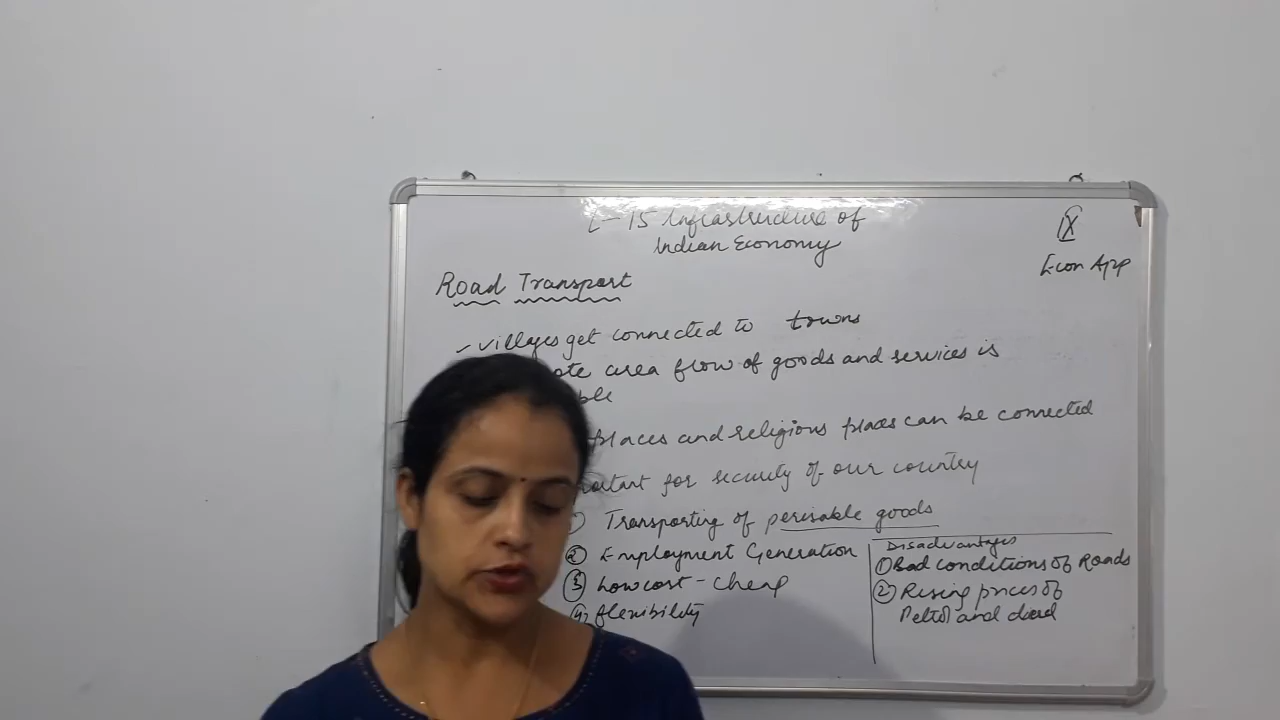 L-15 Infrastructure of
Indian Economy
IX
Econ App
Road Transport
villages get connected to towns
area flow of goods and services is
places and religious places can be connected
for security of our country
Transporting of perisable goods
② Employment Generation
③ low cost - cheap
④ flexibility
Disadvantages
① Bad conditions of Roads
② Rising prices of
Petrol and diesel